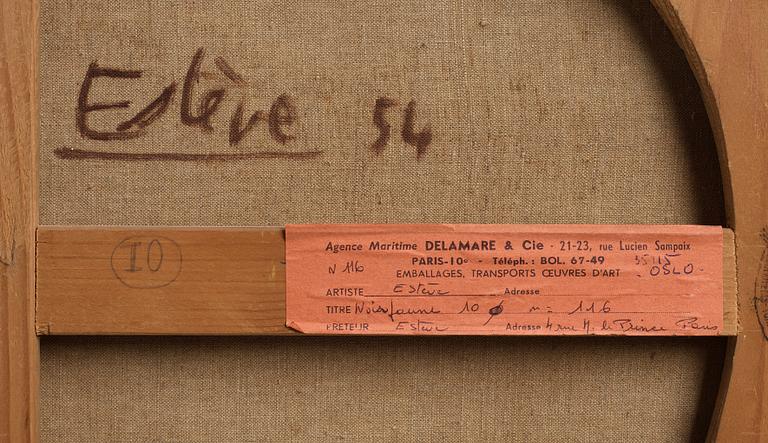 Estève 54
10
Agence Maritime DELAMARE & Cie - 21-23, rue Lucien Sampaix
PARIS-10e - Téléph. : BOL. 67-49
N 116
EMBALLAGES, TRANSPORTS ŒUVRES D'ART - OSLO -
ARTISTE Estève Adresse
TITRE Noir jaune 10 n= 116
PRETEUR Estève Adresse 4 rue M. le Prince Paris